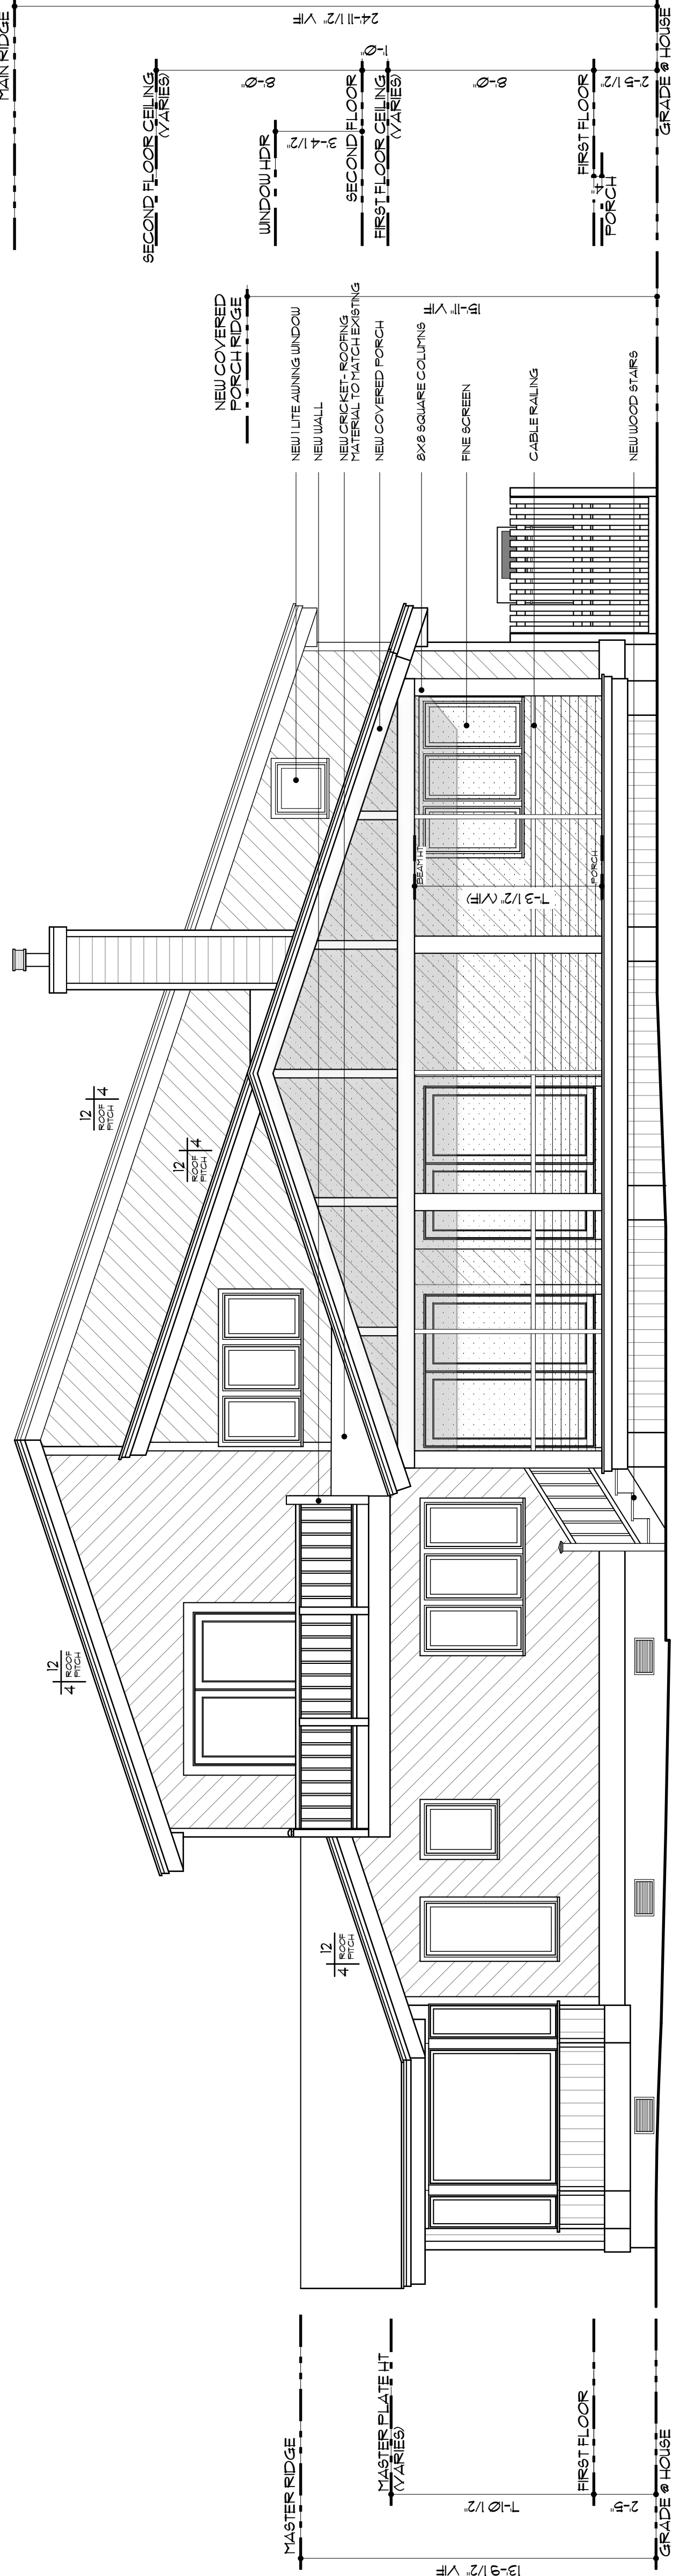 MAIN RIDGE
24'-11 1/2" VIF
SECOND FLOOR CEILING
(VARIES)
8'-0"
WINDOW HDR
3'-4 1/2"
SECOND FLOOR
1'-0"
FIRST FLOOR CEILING
(VARIES)
8'-0"
FIRST FLOOR
4"
PORCH
2'-5 1/2"
GRADE @ HOUSE
NEW COVERED
PORCH RIDGE
15'-11" VIF
NEW 1 LITE AWNING WINDOW
NEW WALL
NEW CRICKET- ROOFING
MATERIAL TO MATCH EXISTING
NEW COVERED PORCH
8X8 SQUARE COLUMNS
FINE SCREEN
CABLE RAILING
NEW WOOD STAIRS
BEAM HT
7'-3 1/2" (VIF)
PORCH
12
4
ROOF
PITCH
12
4
ROOF
PITCH
12
4
ROOF
PITCH
12
4
ROOF
PITCH
MASTER RIDGE
MASTER PLATE HT
(VARIES)
7'-10 1/2"
FIRST FLOOR
2'-5"
GRADE @ HOUSE
13'-9 1/2" VIF